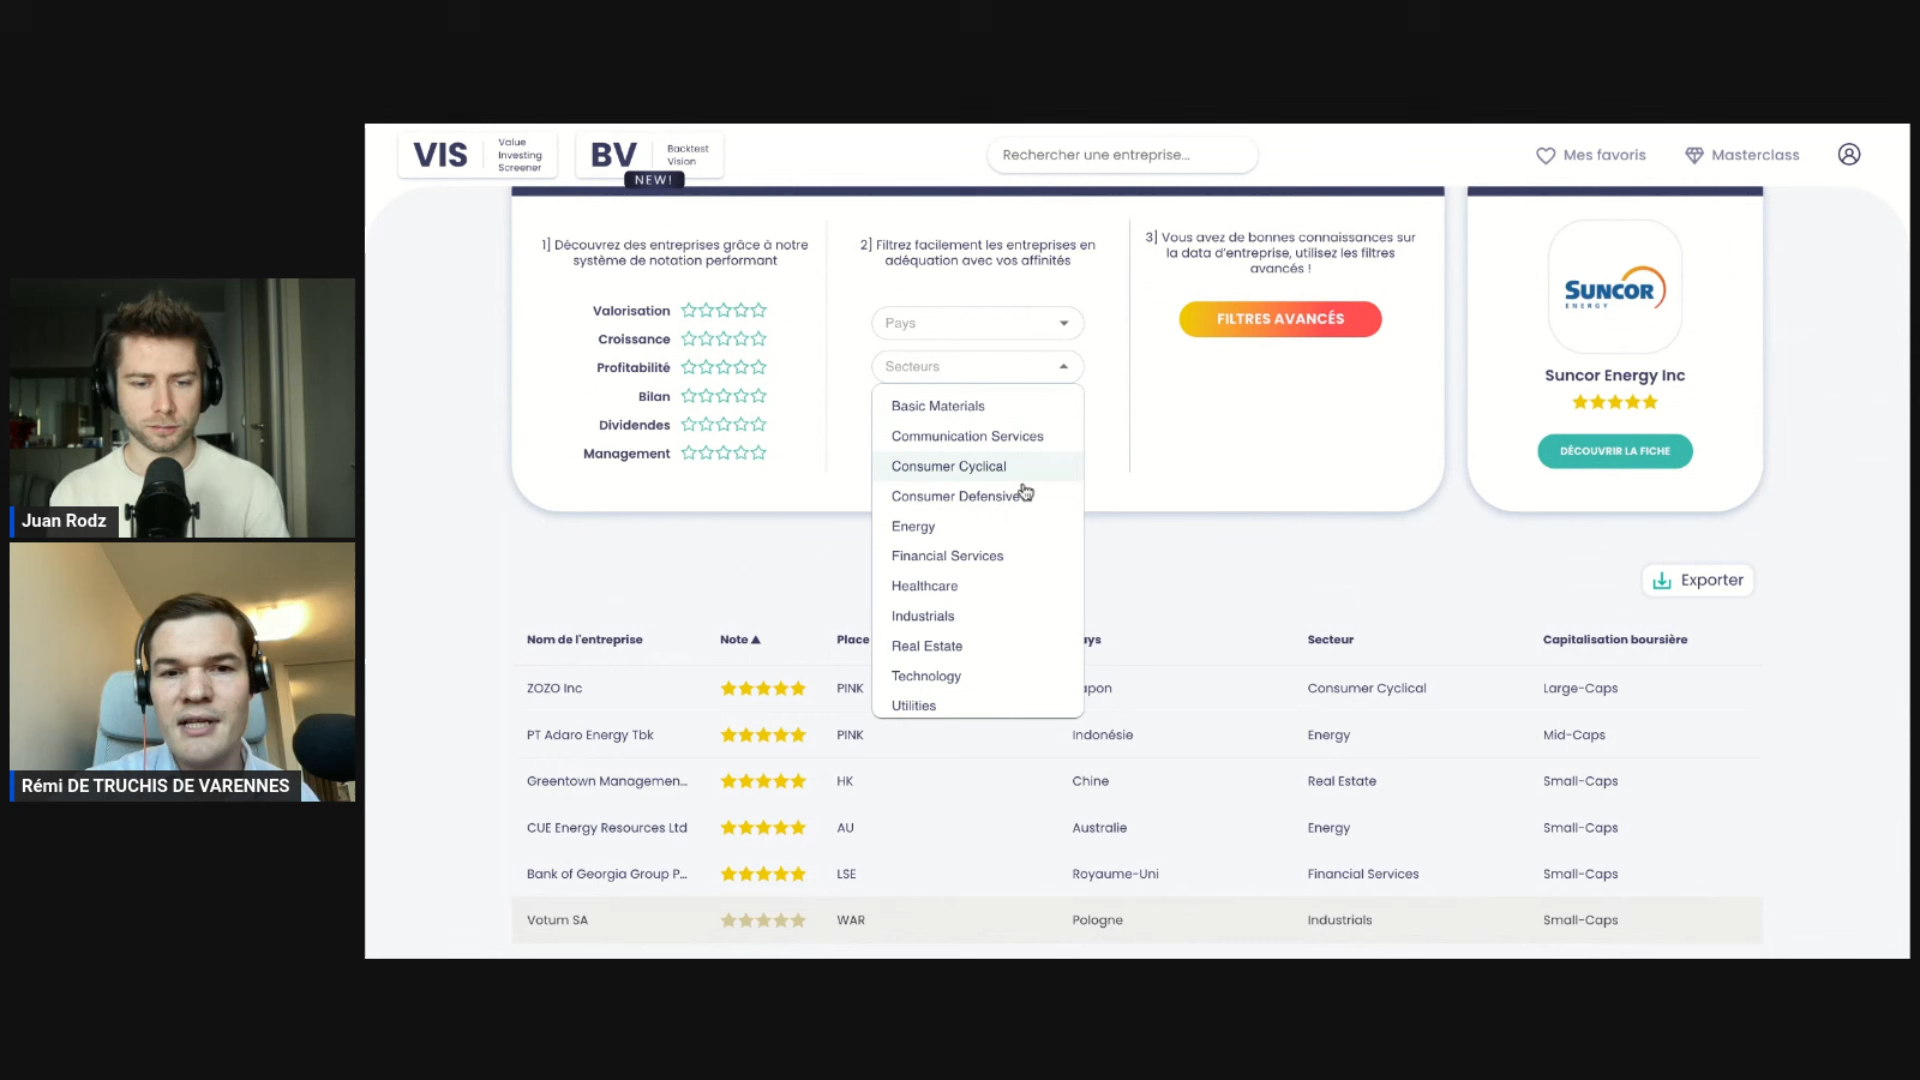 VIS
Value
Investing
Screener
BV
Backtest
Vision
NEW!
Rechercher une entreprise...
Mes favoris
Masterclass
1] Découvrez des entreprises grâce à notre
système de notation performant
Valorisation
Croissance
Profitabilité
Bilan
Dividendes
Management
2] Filtrez facilement les entreprises en
adéquation avec vos affinités
Pays
Secteurs
Basic Materials
Communication Services
Consumer Cyclical
Consumer Defensive
Energy
Financial Services
Healthcare
Industrials
Real Estate
Technology
Utilities
3] Vous avez de bonnes connaissances sur
la data d'entreprise, utilisez les filtres
avancés !
FILTRES AVANCÉS
SUNCOR
ENERGY
Suncor Energy Inc
DÉCOUVRIR LA FICHE
Exporter
Nom de l'entreprise Note ▲ Place ays Secteur Capitalisation boursière
ZOZO Inc PINK apon Consumer Cyclical Large-Caps
PT Adaro Energy Tbk PINK Indonésie Energy Mid-Caps
Greentown Managemen... HK Chine Real Estate Small-Caps
CUE Energy Resources Ltd AU Australie Energy Small-Caps
Bank of Georgia Group P... LSE Royaume-Uni Financial Services Small-Caps
Votum SA WAR Pologne Industrials Small-Caps
Juan Rodz
Rémi DE TRUCHIS DE VARENNES